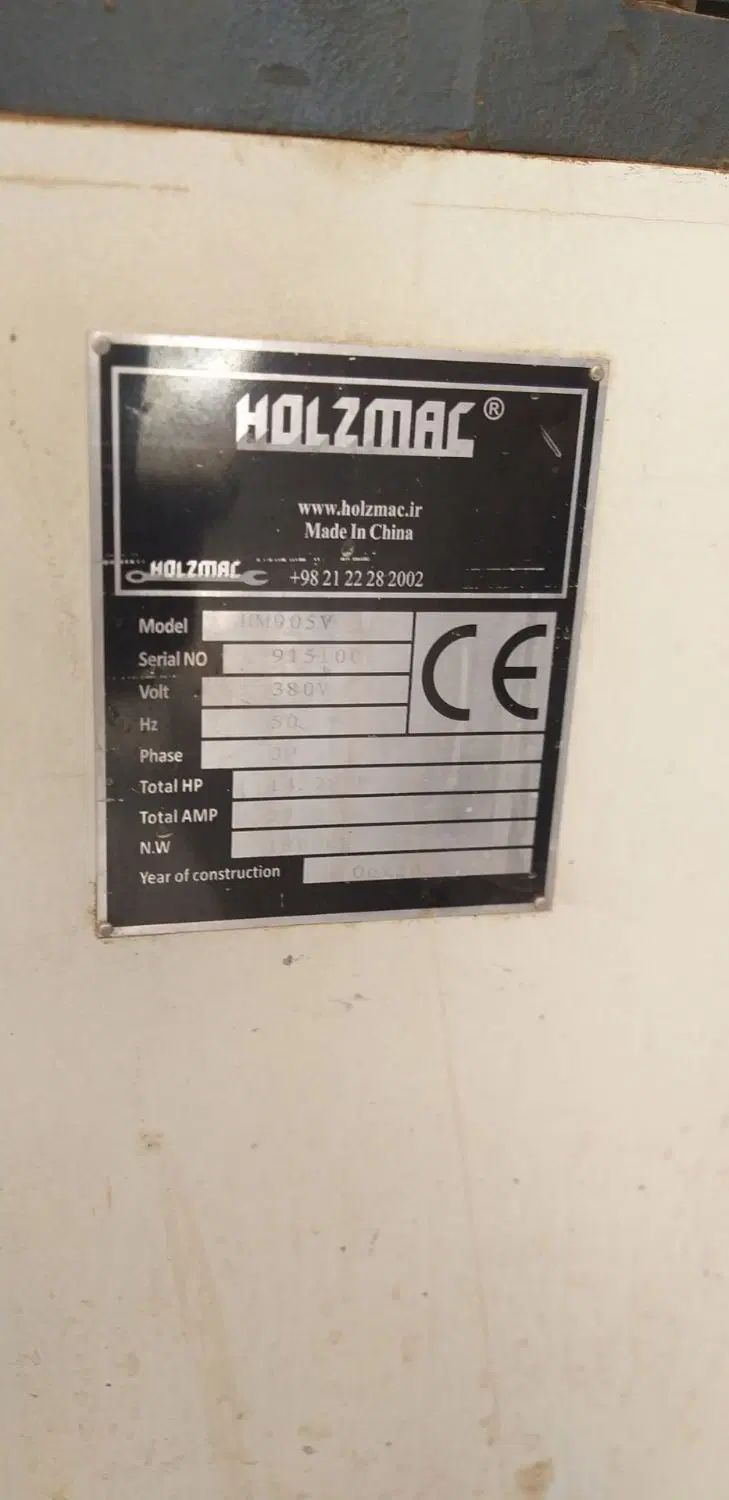 HOLZMAC®
www.holzmac.ir
Made In China
HOLZMAC +98 21 22 28 2002
Model HM905V
Serial NO
Volt 380V
Hz 50
Phase
Total HP
Total AMP
N.W
Year of construction
CE